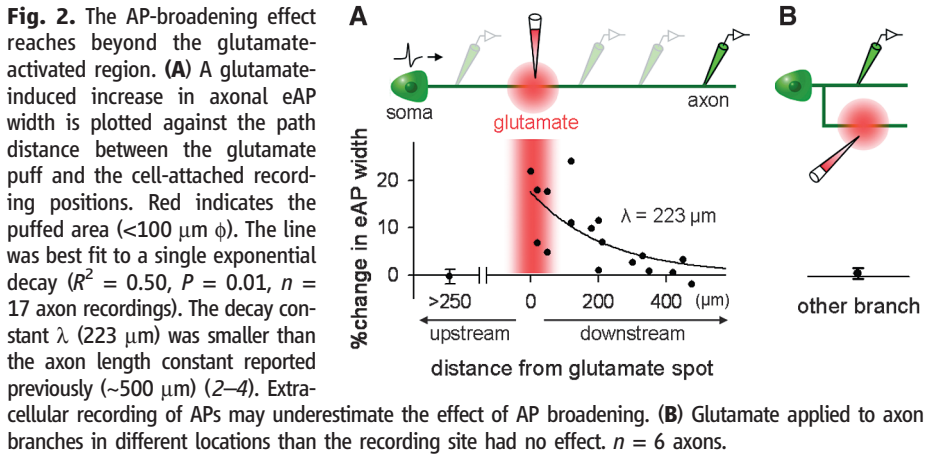 Fig. 2. The AP-broadening effect
reaches beyond the glutamate-
activated region. (A) A glutamate-
induced increase in axonal eAP
width is plotted against the path
distance between the glutamate
puff and the cell-attached record-
ing positions. Red indicates the
puffed area (<100 μm ϕ). The line
was best fit to a single exponential
decay (R² = 0.50, P = 0.01, n =
17 axon recordings). The decay con-
stant λ (223 μm) was smaller than
the axon length constant reported
previously (~500 μm) (2–4). Extra-
cellular recording of APs may underestimate the effect of AP broadening. (B) Glutamate applied to axon
branches in different locations than the recording site had no effect. n = 6 axons.
A
soma
glutamate
axon
%change in eAP width
20
10
0
λ = 223 μm
>250
0
200
400
(μm)
upstream
downstream
distance from glutamate spot
B
other branch